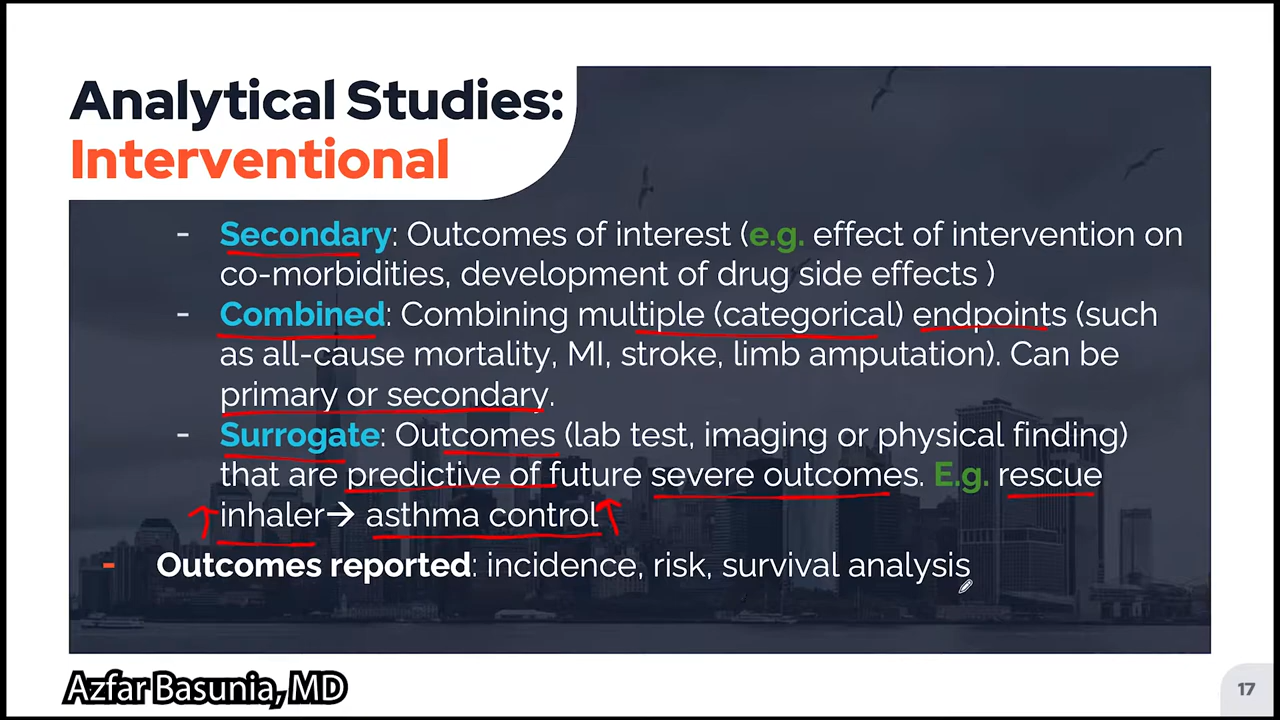 Analytical Studies:
Interventional
- Secondary: Outcomes of interest (e.g. effect of intervention on
co-morbidities, development of drug side effects )
- Combined: Combining multiple (categorical) endpoints (such
as all-cause mortality, MI, stroke, limb amputation). Can be
primary or secondary.
- Surrogate: Outcomes (lab test, imaging or physical finding)
that are predictive of future severe outcomes. E.g. rescue
↑ inhaler→ asthma control ↑
- Outcomes reported: incidence, risk, survival analysis
Azfar Basunia, MD
17